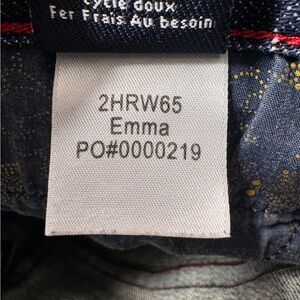 cycle doux
Fer Frais Au besoin
2HRW65
Emma
PO#0000219